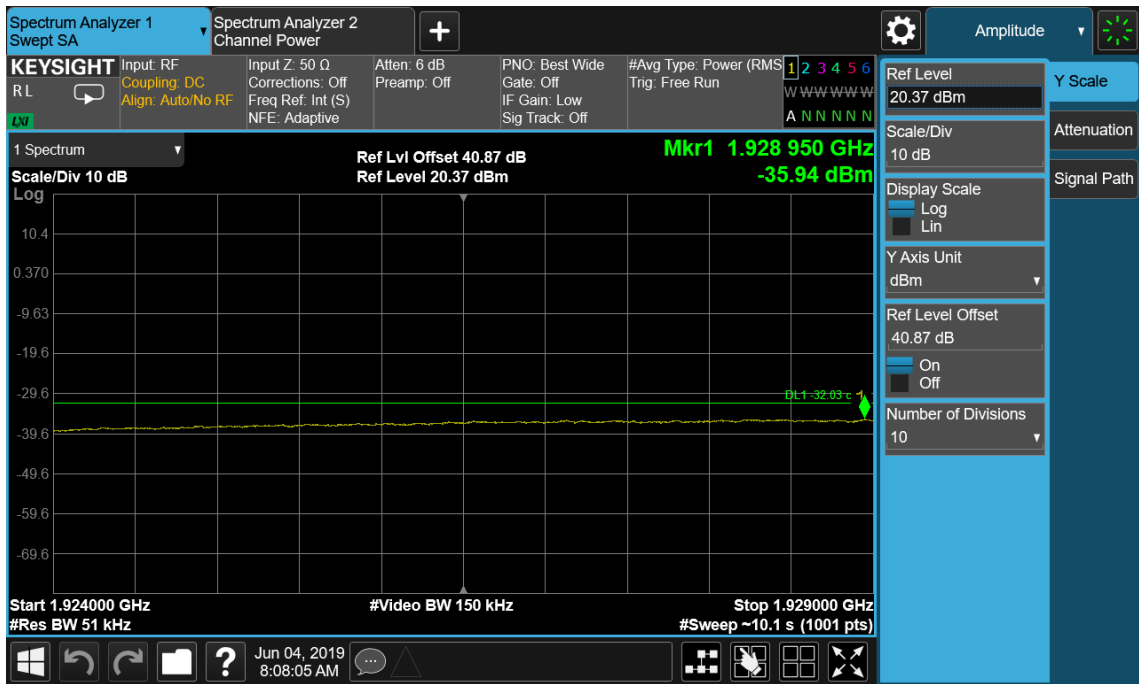 Spectrum Analyzer 1
Swept SA
Spectrum Analyzer 2
Channel Power
Amplitude
KEYSIGHT
R L
LXI
Input: RF
Coupling: DC
Align: Auto/No RF
Input Z: 50 Ω
Corrections: Off
Freq Ref: Int (S)
NFE: Adaptive
Atten: 6 dB
Preamp: Off
PNO: Best Wide
Gate: Off
IF Gain: Low
Sig Track: Off
#Avg Type: Power (RMS
Trig: Free Run
1 2 3 4 5 6
W W W W W W
A N N N N N
1 Spectrum
Scale/Div 10 dB
Log
Ref Lvl Offset 40.87 dB
Ref Level 20.37 dBm
Mkr1 1.928 950 GHz
-35.94 dBm
10.4
0.370
-9.63
-19.6
-29.6
-39.6
-49.6
-59.6
-69.6
DL1 -32.03 c
1
Start 1.924000 GHz
#Res BW 51 kHz
#Video BW 150 kHz
Stop 1.929000 GHz
#Sweep ~10.1 s (1001 pts)
Ref Level
20.37 dBm
Scale/Div
10 dB
Display Scale
Log
Lin
Y Axis Unit
dBm
Ref Level Offset
40.87 dB
On
Off
Number of Divisions
10
Y Scale
Attenuation
Signal Path
?
Jun 04, 2019
8:08:05 AM